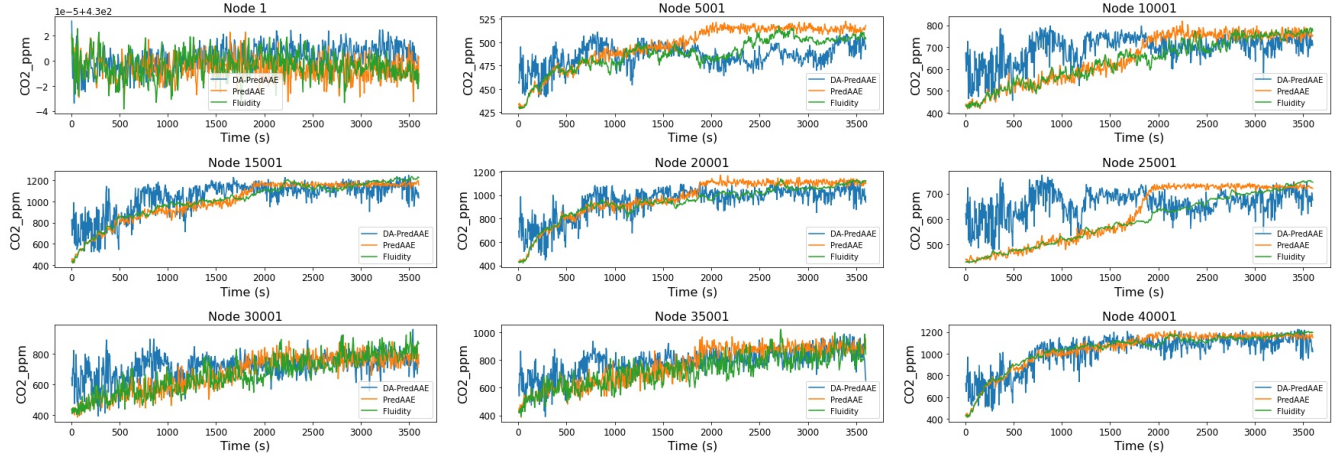 Node 1
1e−5+4.3e2
CO2_ppm
2
0
−2
−4
0 500 1000 1500 2000 2500 3000 3500
Time (s)
DA-PredAAE
PredAAE
Fluidity
Node 5001
CO2_ppm
525
500
475
450
425
0 500 1000 1500 2000 2500 3000 3500
Time (s)
DA-PredAAE
PredAAE
Fluidity
Node 10001
CO2_ppm
800
700
600
500
400
0 500 1000 1500 2000 2500 3000 3500
Time (s)
DA-PredAAE
PredAAE
Fluidity
Node 15001
CO2_ppm
1200
1000
800
600
400
0 500 1000 1500 2000 2500 3000 3500
Time (s)
DA-PredAAE
PredAAE
Fluidity
Node 20001
CO2_ppm
1200
1000
800
600
400
0 500 1000 1500 2000 2500 3000 3500
Time (s)
DA-PredAAE
PredAAE
Fluidity
Node 25001
CO2_ppm
700
600
500
0 500 1000 1500 2000 2500 3000 3500
Time (s)
DA-PredAAE
PredAAE
Fluidity
Node 30001
CO2_ppm
800
600
400
0 500 1000 1500 2000 2500 3000 3500
Time (s)
DA-PredAAE
PredAAE
Fluidity
Node 35001
CO2_ppm
1000
800
600
400
0 500 1000 1500 2000 2500 3000 3500
Time (s)
DA-PredAAE
PredAAE
Fluidity
Node 40001
CO2_ppm
1200
1000
800
600
400
0 500 1000 1500 2000 2500 3000 3500
Time (s)
DA-PredAAE
PredAAE
Fluidity